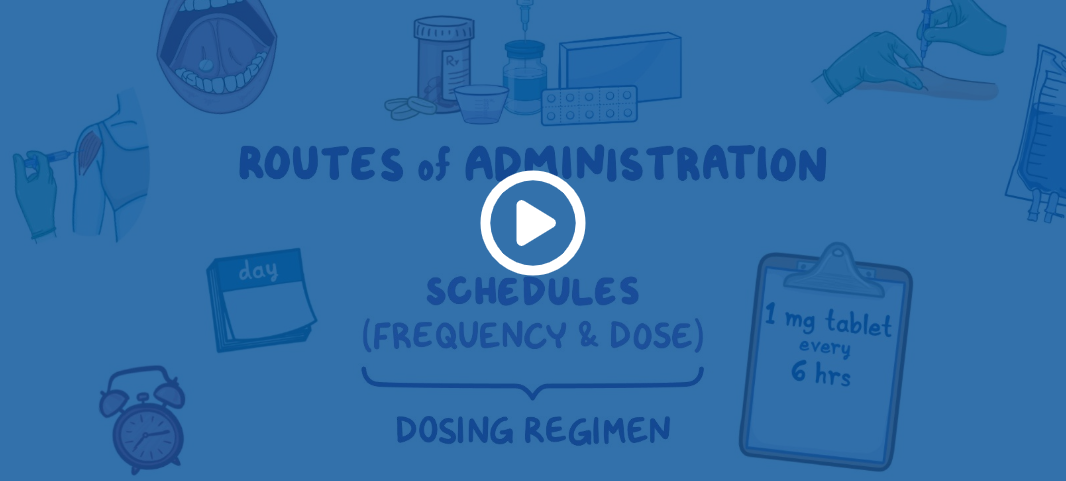 Rx
ROUTES of ADMINISTRATION
day
SCHEDULES
(FREQUENCY & DOSE)
DOSING REGIMEN
1 mg tablet
every
6 hrs